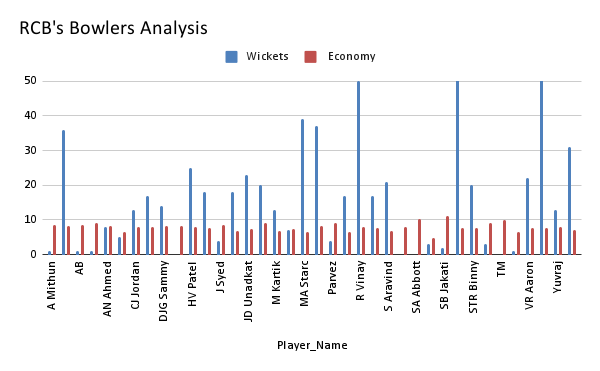 RCB's Bowlers Analysis
Wickets Economy
50
40
30
20
10
0
A Mithun
AB
AN Ahmed
CJ Jordan
DJG Sammy
HV Patel
J Syed
JD Unadkat
M Kartik
MA Starc
Parvez
R Vinay
S Aravind
SA Abbott
SB Jakati
STR Binny
TM
VR Aaron
Yuvraj
Player_Name